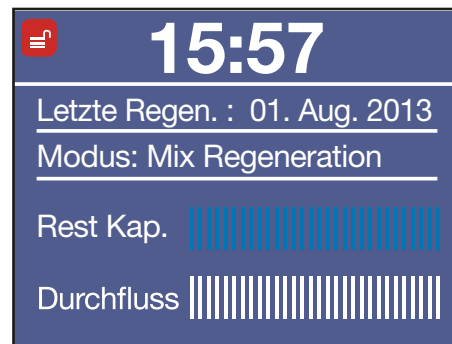 15:57
Letzte Regen. : 01. Aug. 2013
Modus: Mix Regeneration
Rest Kap.
Durchfluss